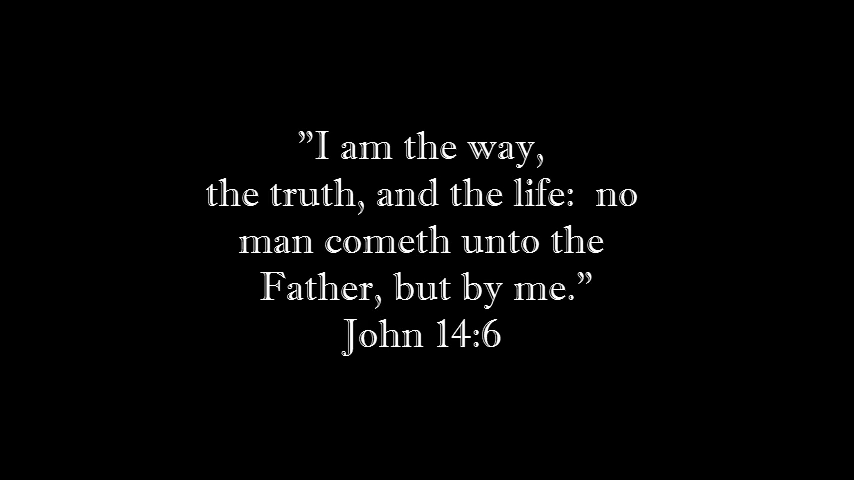 ”I am the way,
the truth, and the life:  no
man cometh unto the
Father, but by me.”
John 14:6